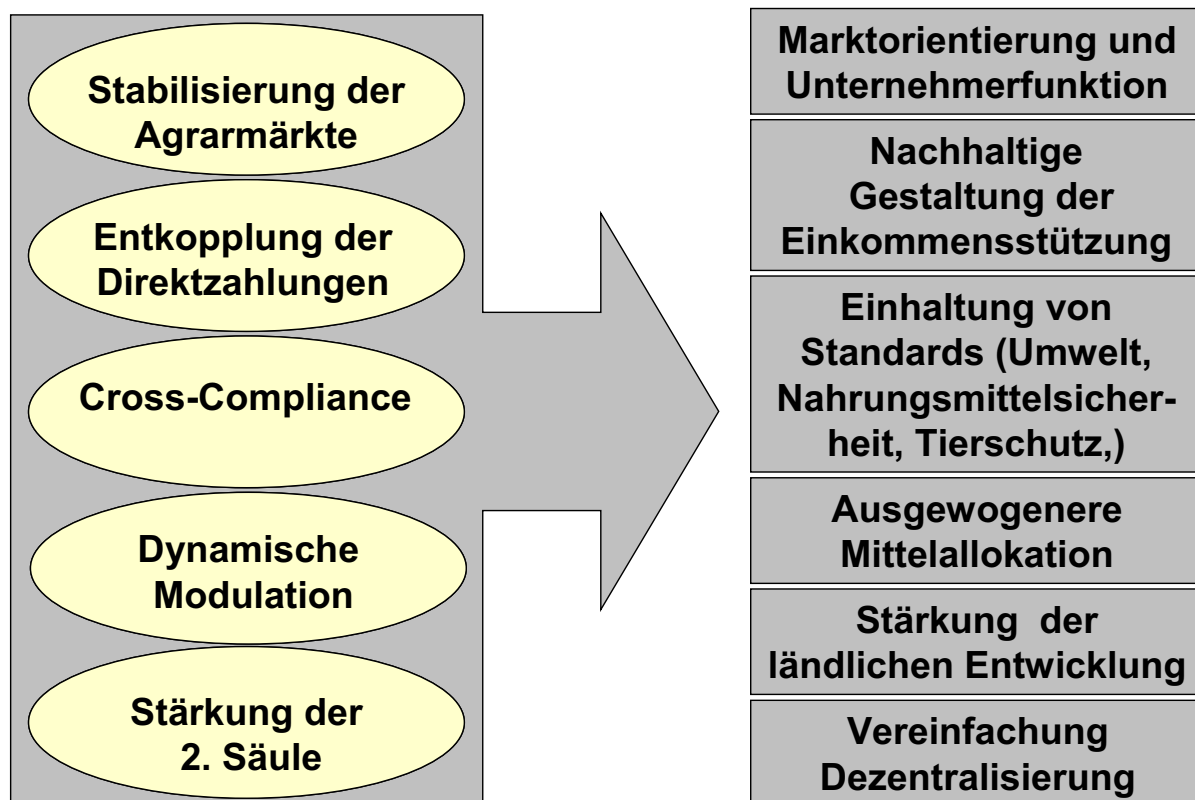 Stabilisierung der
Agrarmärkte
Entkopplung der
Direktzahlungen
Cross-Compliance
Dynamische
Modulation
Stärkung der
2. Säule
Marktorientierung und
Unternehmerfunktion
Nachhaltige
Gestaltung der
Einkommensstützung
Einhaltung von
Standards (Umwelt,
Nahrungsmittelsicher-
heit, Tierschutz,)
Ausgewogenere
Mittelallokation
Stärkung der
ländlichen Entwicklung
Vereinfachung
Dezentralisierung